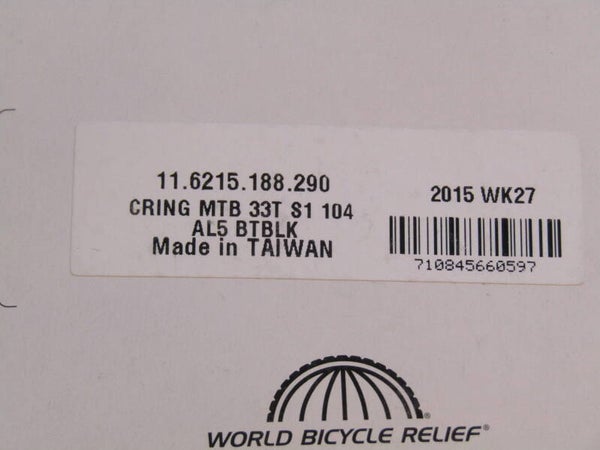 11.6215.188.290
CRING MTB 33T S1 104
AL5 BTBLK
Made in TAIWAN
2015 WK27
710845660597
WORLD BICYCLE RELIEF®